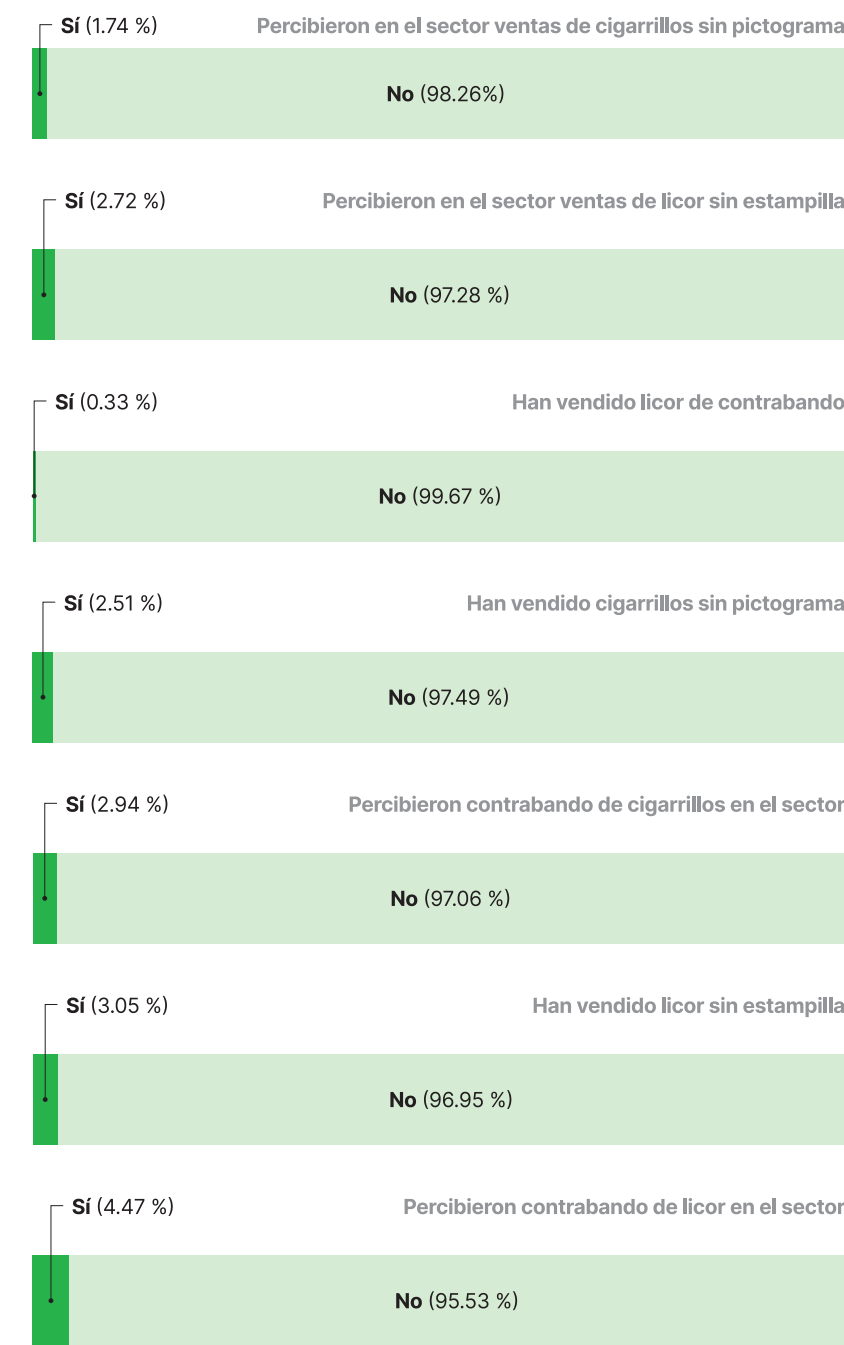 Sí (1.74 %) Percibieron en el sector ventas de cigarrillos sin pictograma
No (98.26%)
Sí (2.72 %) Percibieron en el sector ventas de licor sin estampilla
No (97.28 %)
Sí (0.33 %) Han vendido licor de contrabando
No (99.67 %)
Sí (2.51 %) Han vendido cigarrillos sin pictograma
No (97.49 %)
Sí (2.94 %) Percibieron contrabando de cigarrillos en el sector
No (97.06 %)
Sí (3.05 %) Han vendido licor sin estampilla
No (96.95 %)
Sí (4.47 %) Percibieron contrabando de licor en el sector
No (95.53 %)